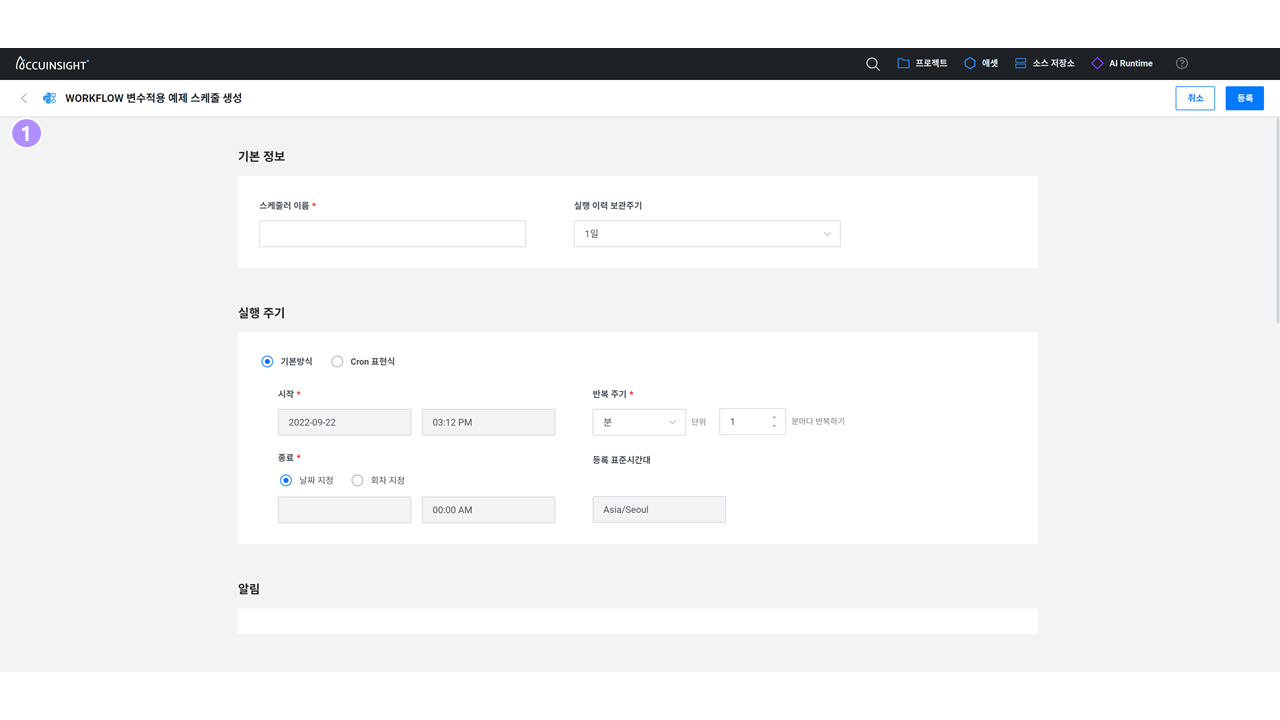 ACCUINSIGHT+
프로젝트 애셋 소스 저장소 AI Runtime
WORKFLOW 변수적용 예제 스케줄 생성 취소 등록
1
기본 정보
스케줄러 이름 * 실행 이력 보관주기
1일
실행 주기
기본방식 Cron 표현식
시작 * 반복 주기 *
2022-09-22 03:12 PM 분 단위 1 분마다 반복하기
종료 * 등록 표준시간대
날짜 지정 회차 지정
00:00 AM Asia/Seoul
알림